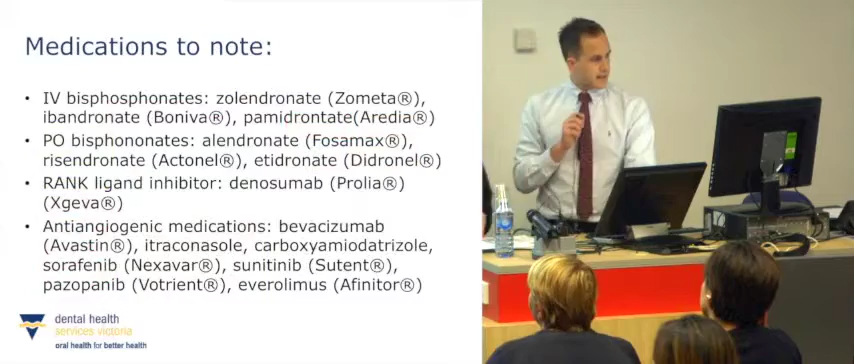 Medications to note:
• IV bisphosphonates: zolendronate (Zometa®),
ibandronate (Boniva®), pamidrontate(Aredia®)
• PO bisphononates: alendronate (Fosamax®),
risendronate (Actonel®), etidronate (Didronel®)
• RANK ligand inhibitor: denosumab (Prolia®)
(Xgeva®)
• Antiangiogenic medications: bevacizumab
(Avastin®), itraconasole, carboxyamiodatrizole,
sorafenib (Nexavar®), sunitinib (Sutent®),
pazopanib (Votrient®), everolimus (Afinitor®)
dental health
services victoria
oral health for better health